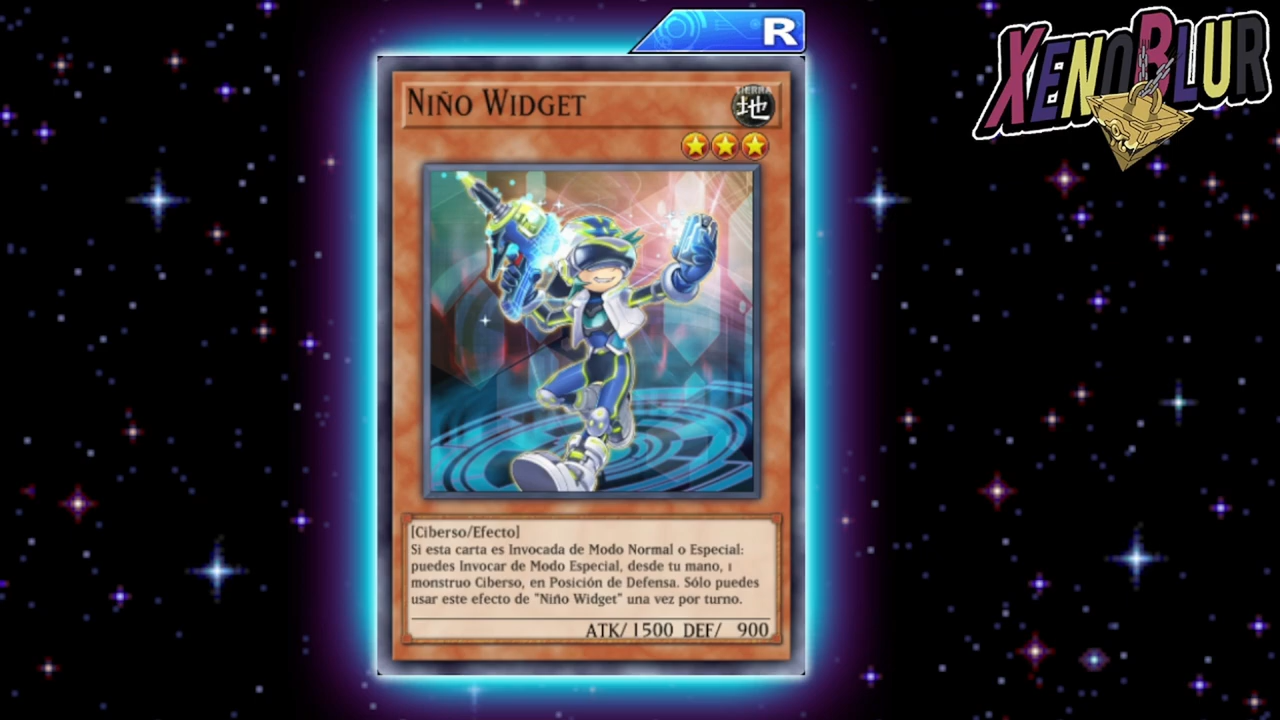 R
XENOBLUR
NIÑO WIDGET
TIERRA
地
[Ciberso/Efecto]
Si esta carta es Invocada de Modo Normal o Especial:
puedes Invocar de Modo Especial, desde tu mano, 1
monstruo Ciberso, en Posición de Defensa. Sólo puedes
usar este efecto de "Niño Widget" una vez por turno.
ATK/ 1500 DEF/ 900